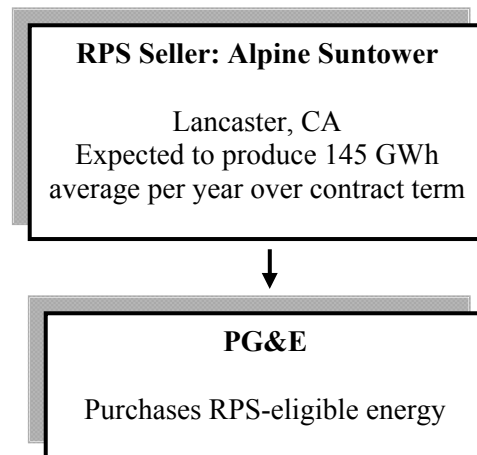 RPS Seller: Alpine Suntower
Lancaster, CA
Expected to produce 145 GWh
average per year over contract term
PG&E
Purchases RPS-eligible energy